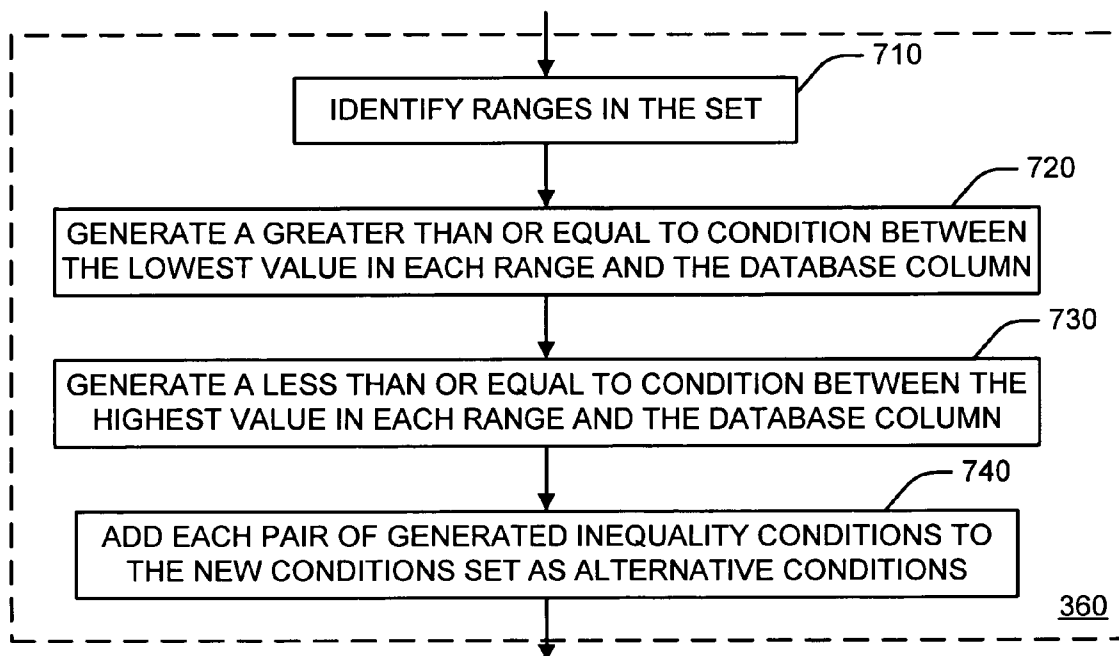 710
IDENTIFY RANGES IN THE SET
720
GENERATE A GREATER THAN OR EQUAL TO CONDITION BETWEEN
THE LOWEST VALUE IN EACH RANGE AND THE DATABASE COLUMN
730
GENERATE A LESS THAN OR EQUAL TO CONDITION BETWEEN THE
HIGHEST VALUE IN EACH RANGE AND THE DATABASE COLUMN
740
ADD EACH PAIR OF GENERATED INEQUALITY CONDITIONS TO
THE NEW CONDITIONS SET AS ALTERNATIVE CONDITIONS
360